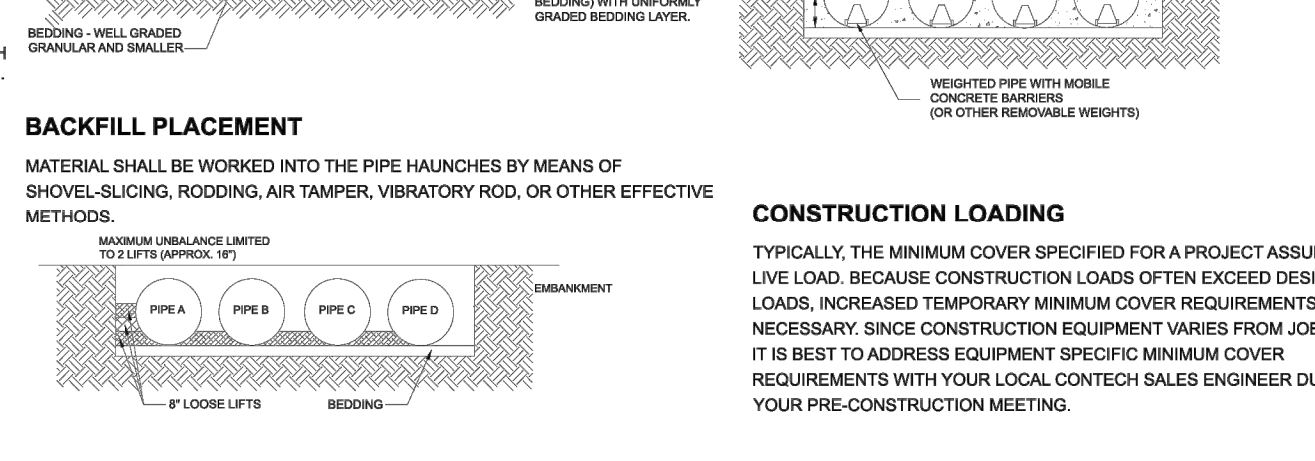 BEDDING - WELL GRADED
GRANULAR AND SMALLER
BEDDING) WITH UNIFORMLY
GRADED BEDDING LAYER.
BACKFILL PLACEMENT
MATERIAL SHALL BE WORKED INTO THE PIPE HAUNCHES BY MEANS OF
SHOVEL-SLICING, RODDING, AIR TAMPER, VIBRATORY ROD, OR OTHER EFFECTIVE
METHODS.
MAXIMUM UNBALANCE LIMITED
TO 2 LIFTS (APPROX. 16")
PIPE A PIPE B PIPE C PIPE D
EMBANKMENT
8" LOOSE LIFTS
BEDDING
WEIGHTED PIPE WITH MOBILE
CONCRETE BARRIERS
(OR OTHER REMOVABLE WEIGHTS)
CONSTRUCTION LOADING
TYPICALLY, THE MINIMUM COVER SPECIFIED FOR A PROJECT
LIVE LOAD. BECAUSE CONSTRUCTION LOADS OFTEN EXCEED
LOADS, INCREASED TEMPORARY MINIMUM COVER REQUIREMENTS
NECESSARY. SINCE CONSTRUCTION EQUIPMENT VARIES FROM JOB
IT IS BEST TO ADDRESS EQUIPMENT SPECIFIC MINIMUM COVER
REQUIREMENTS WITH YOUR LOCAL CONTECH SALES ENGINEER
YOUR PRE-CONSTRUCTION MEETING.